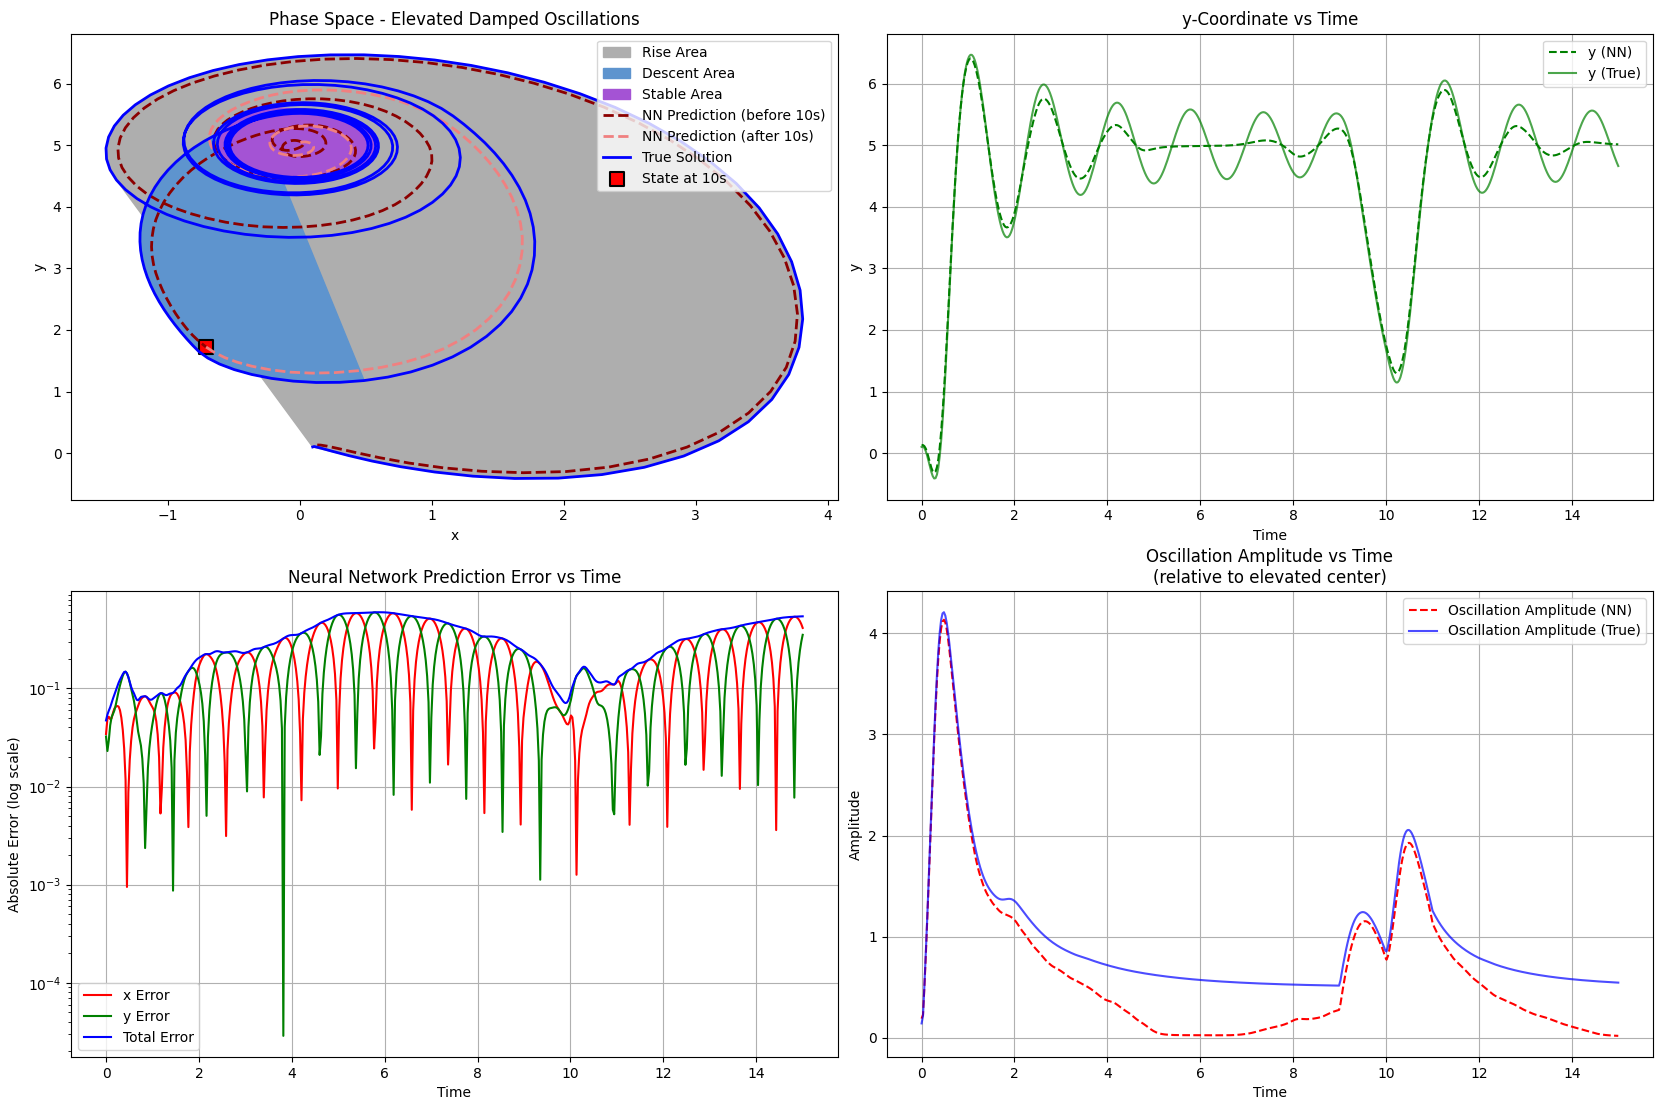 Phase Space - Elevated Damped Oscillations
Rise Area
Descent Area
Stable Area
NN Prediction (before 10s)
NN Prediction (after 10s)
True Solution
State at 10s
y
6
5
4
3
2
1
0
−1 0 1 2 3 4
x
y-Coordinate vs Time
y (NN)
y (True)
y
6
5
4
3
2
1
0
0 2 4 6 8 10 12 14
Time
Neural Network Prediction Error vs Time
Absolute Error (log scale)
10⁻¹
10⁻²
10⁻³
10⁻⁴
x Error
y Error
Total Error
0 2 4 6 8 10 12 14
Time
Oscillation Amplitude vs Time
(relative to elevated center)
Oscillation Amplitude (NN)
Oscillation Amplitude (True)
Amplitude
4
3
2
1
0
0 2 4 6 8 10 12 14
Time